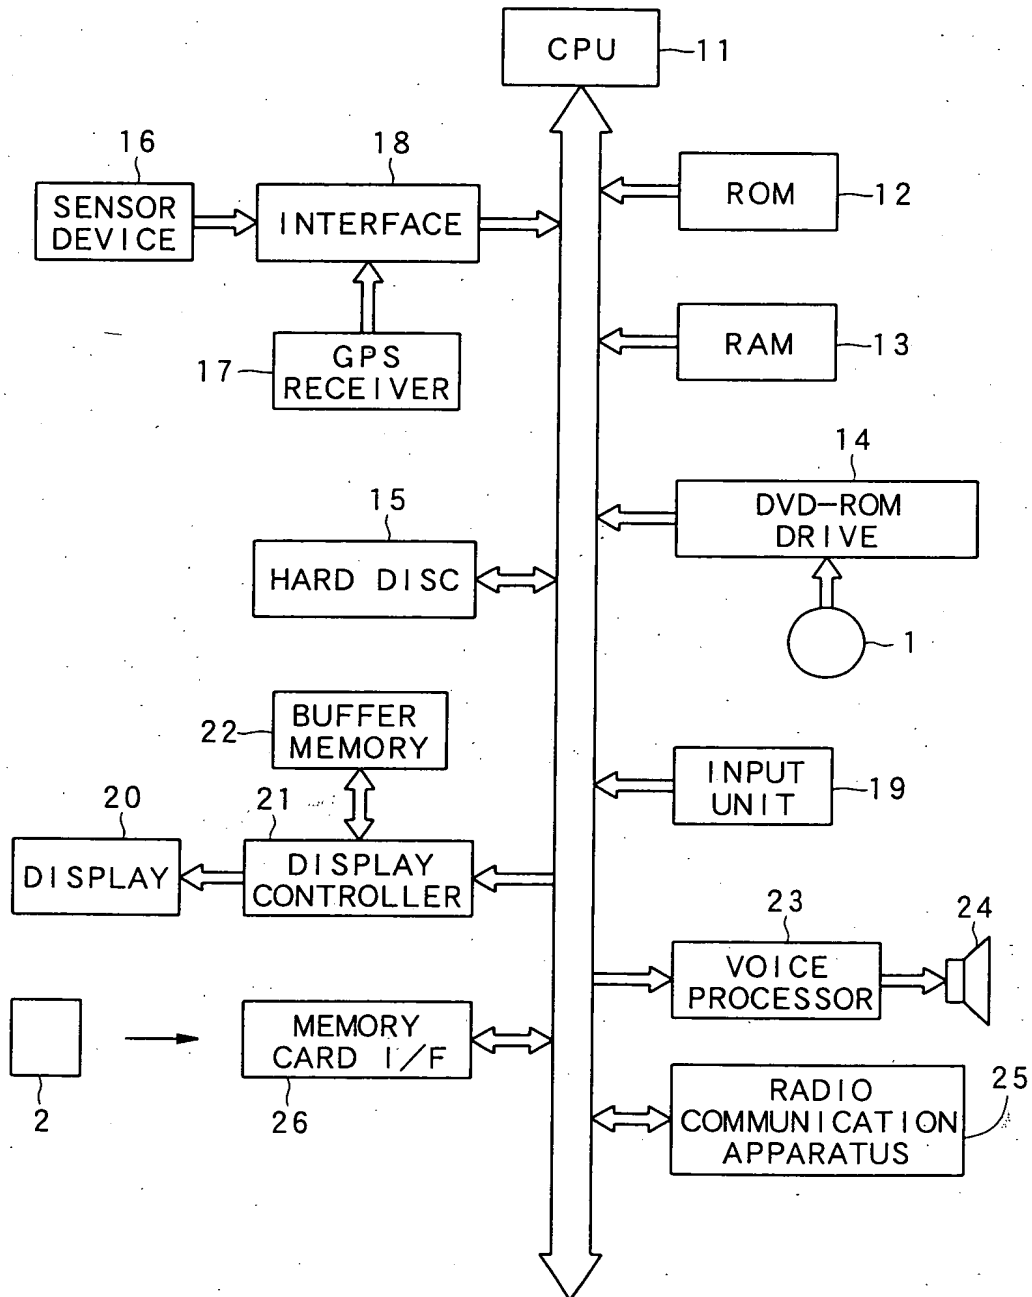 CPU
11
16
18
SENSOR
DEVICE
INTERFACE
ROM
12
17
GPS
RECEIVER
RAM
13
14
DVD-ROM
DRIVE
15
HARD DISC
1
22
BUFFER
MEMORY
INPUT
UNIT
19
20
21
DISPLAY
DISPLAY
CONTROLLER
23
24
VOICE
PROCESSOR
2
MEMORY
CARD I/F
26
RADIO
COMMUNICATION
APPARATUS
25